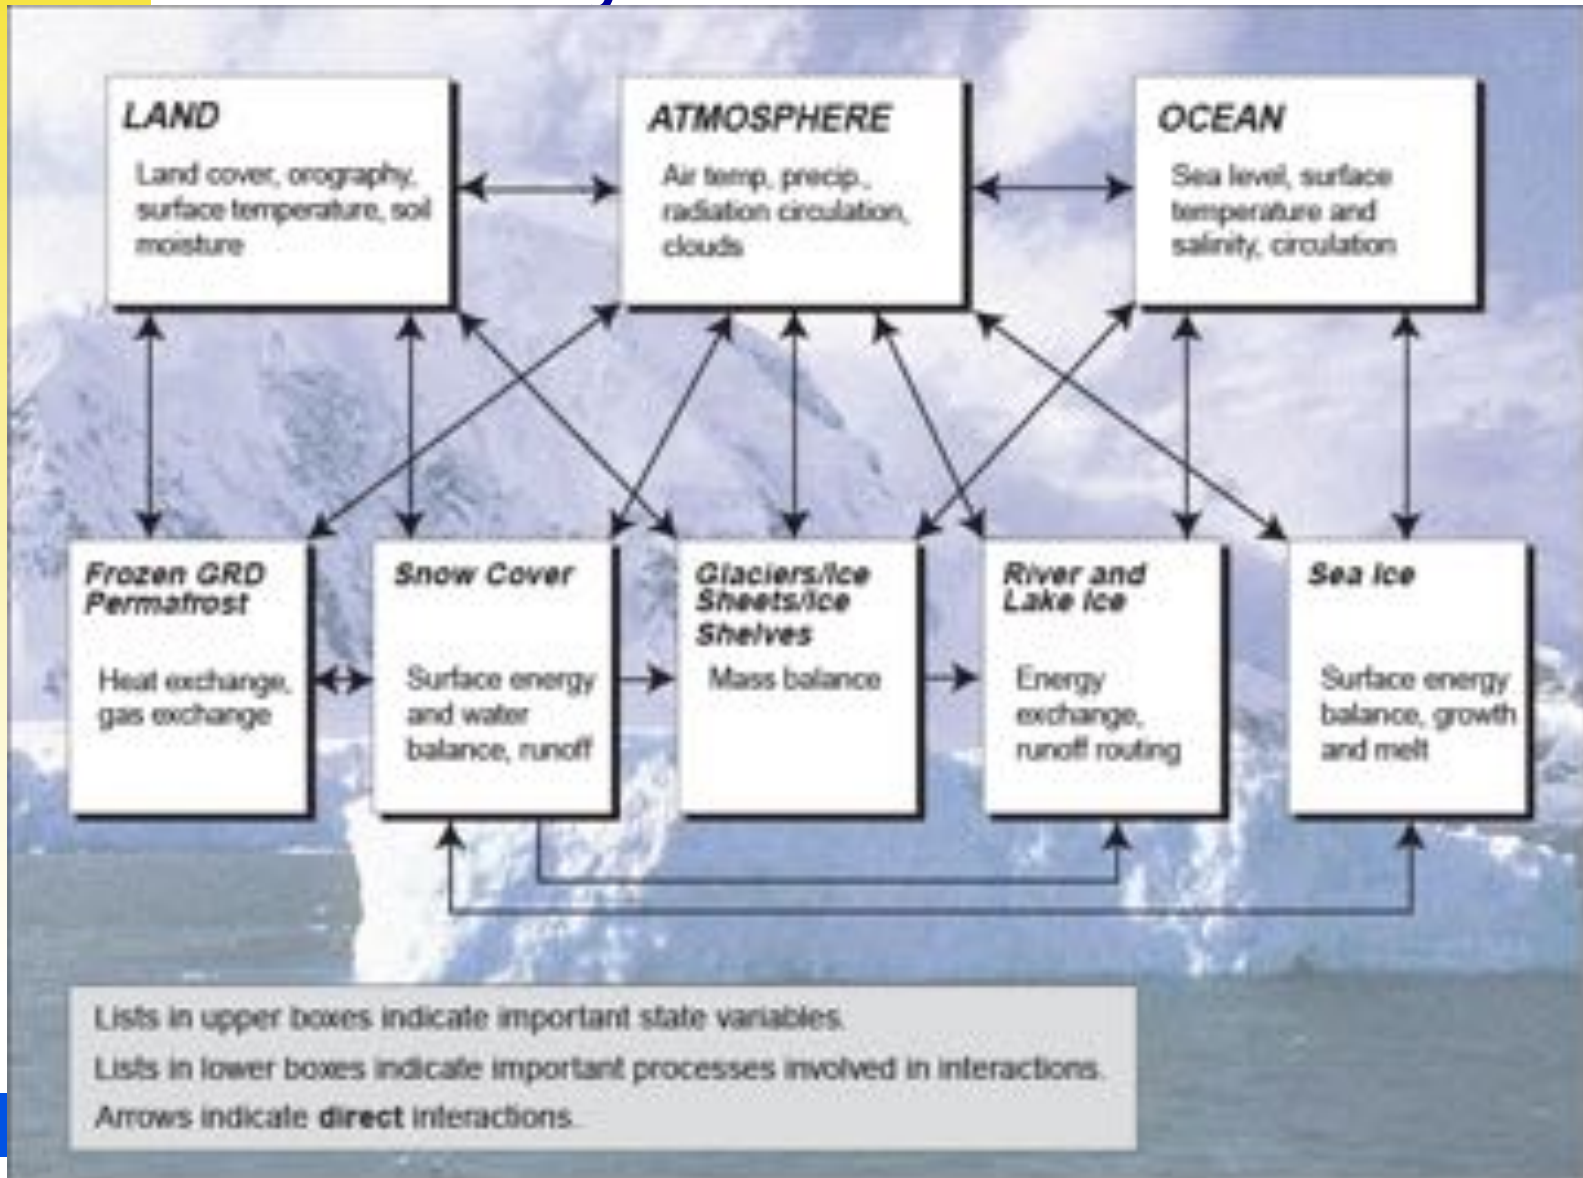 LAND
Land cover, orography,
surface temperature, soil
moisture
ATMOSPHERE
Air temp, precip.,
radiation circulation,
clouds
OCEAN
Sea level, surface
temperature and
salinity, circulation
Frozen GRD
Permafrost
Heat exchange,
gas exchange
Snow Cover
Surface energy
and water
balance, runoff
Glaciers/Ice
Sheets/Ice
Shelves
Mass balance
River and
Lake Ice
Energy
exchange,
runoff routing
Sea Ice
Surface energy
balance, growth
and melt
Lists in upper boxes indicate important state variables.
Lists in lower boxes indicate important processes involved in interactions.
Arrows indicate direct interactions.